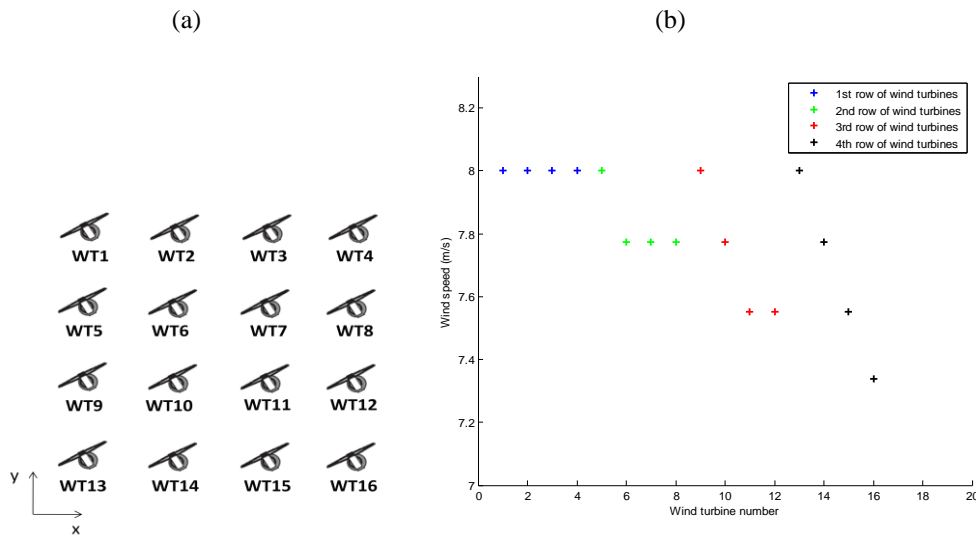 (a)
(b)
WT1 WT2 WT3 WT4
WT5 WT6 WT7 WT8
WT9 WT10 WT11 WT12
WT13 WT14 WT15 WT16
y
x
1st row of wind turbines
2nd row of wind turbines
3rd row of wind turbines
4th row of wind turbines
8.2
8
7.8
7.6
7.4
7.2
7
Wind speed (m/s)
0 2 4 6 8 10 12 14 16 18 20
Wind turbine number